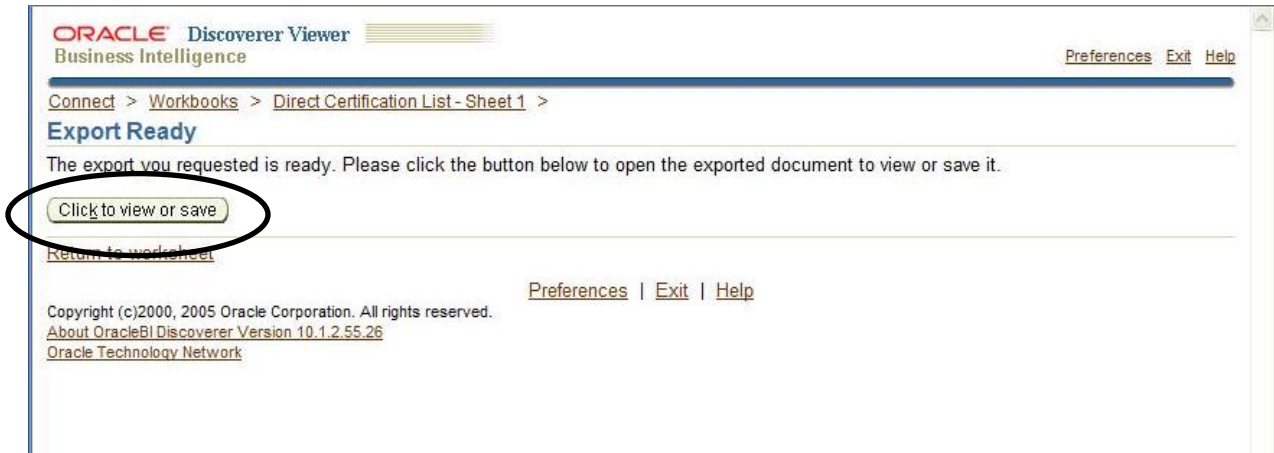 ORACLE Discoverer Viewer
Business Intelligence
Preferences Exit Help
Connect > Workbooks > Direct Certification List - Sheet 1 >
Export Ready
The export you requested is ready. Please click the button below to open the exported document to view or save it.
Click to view or save
Return to worksheet
Preferences | Exit | Help
Copyright (c)2000, 2005 Oracle Corporation. All rights reserved.
About OracleBI Discoverer Version 10.1.2.55.26
Oracle Technology Network